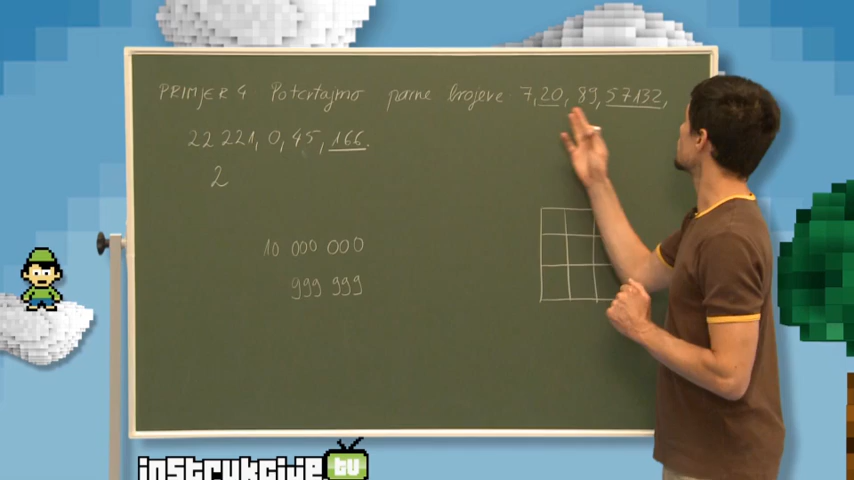 PRIMJER 4 Potcrtajmo parne brojeve 7, 20, 89, 57132,
22 221, 0, 45, 166.
2
10 000 000
999 999
instrukcije tv